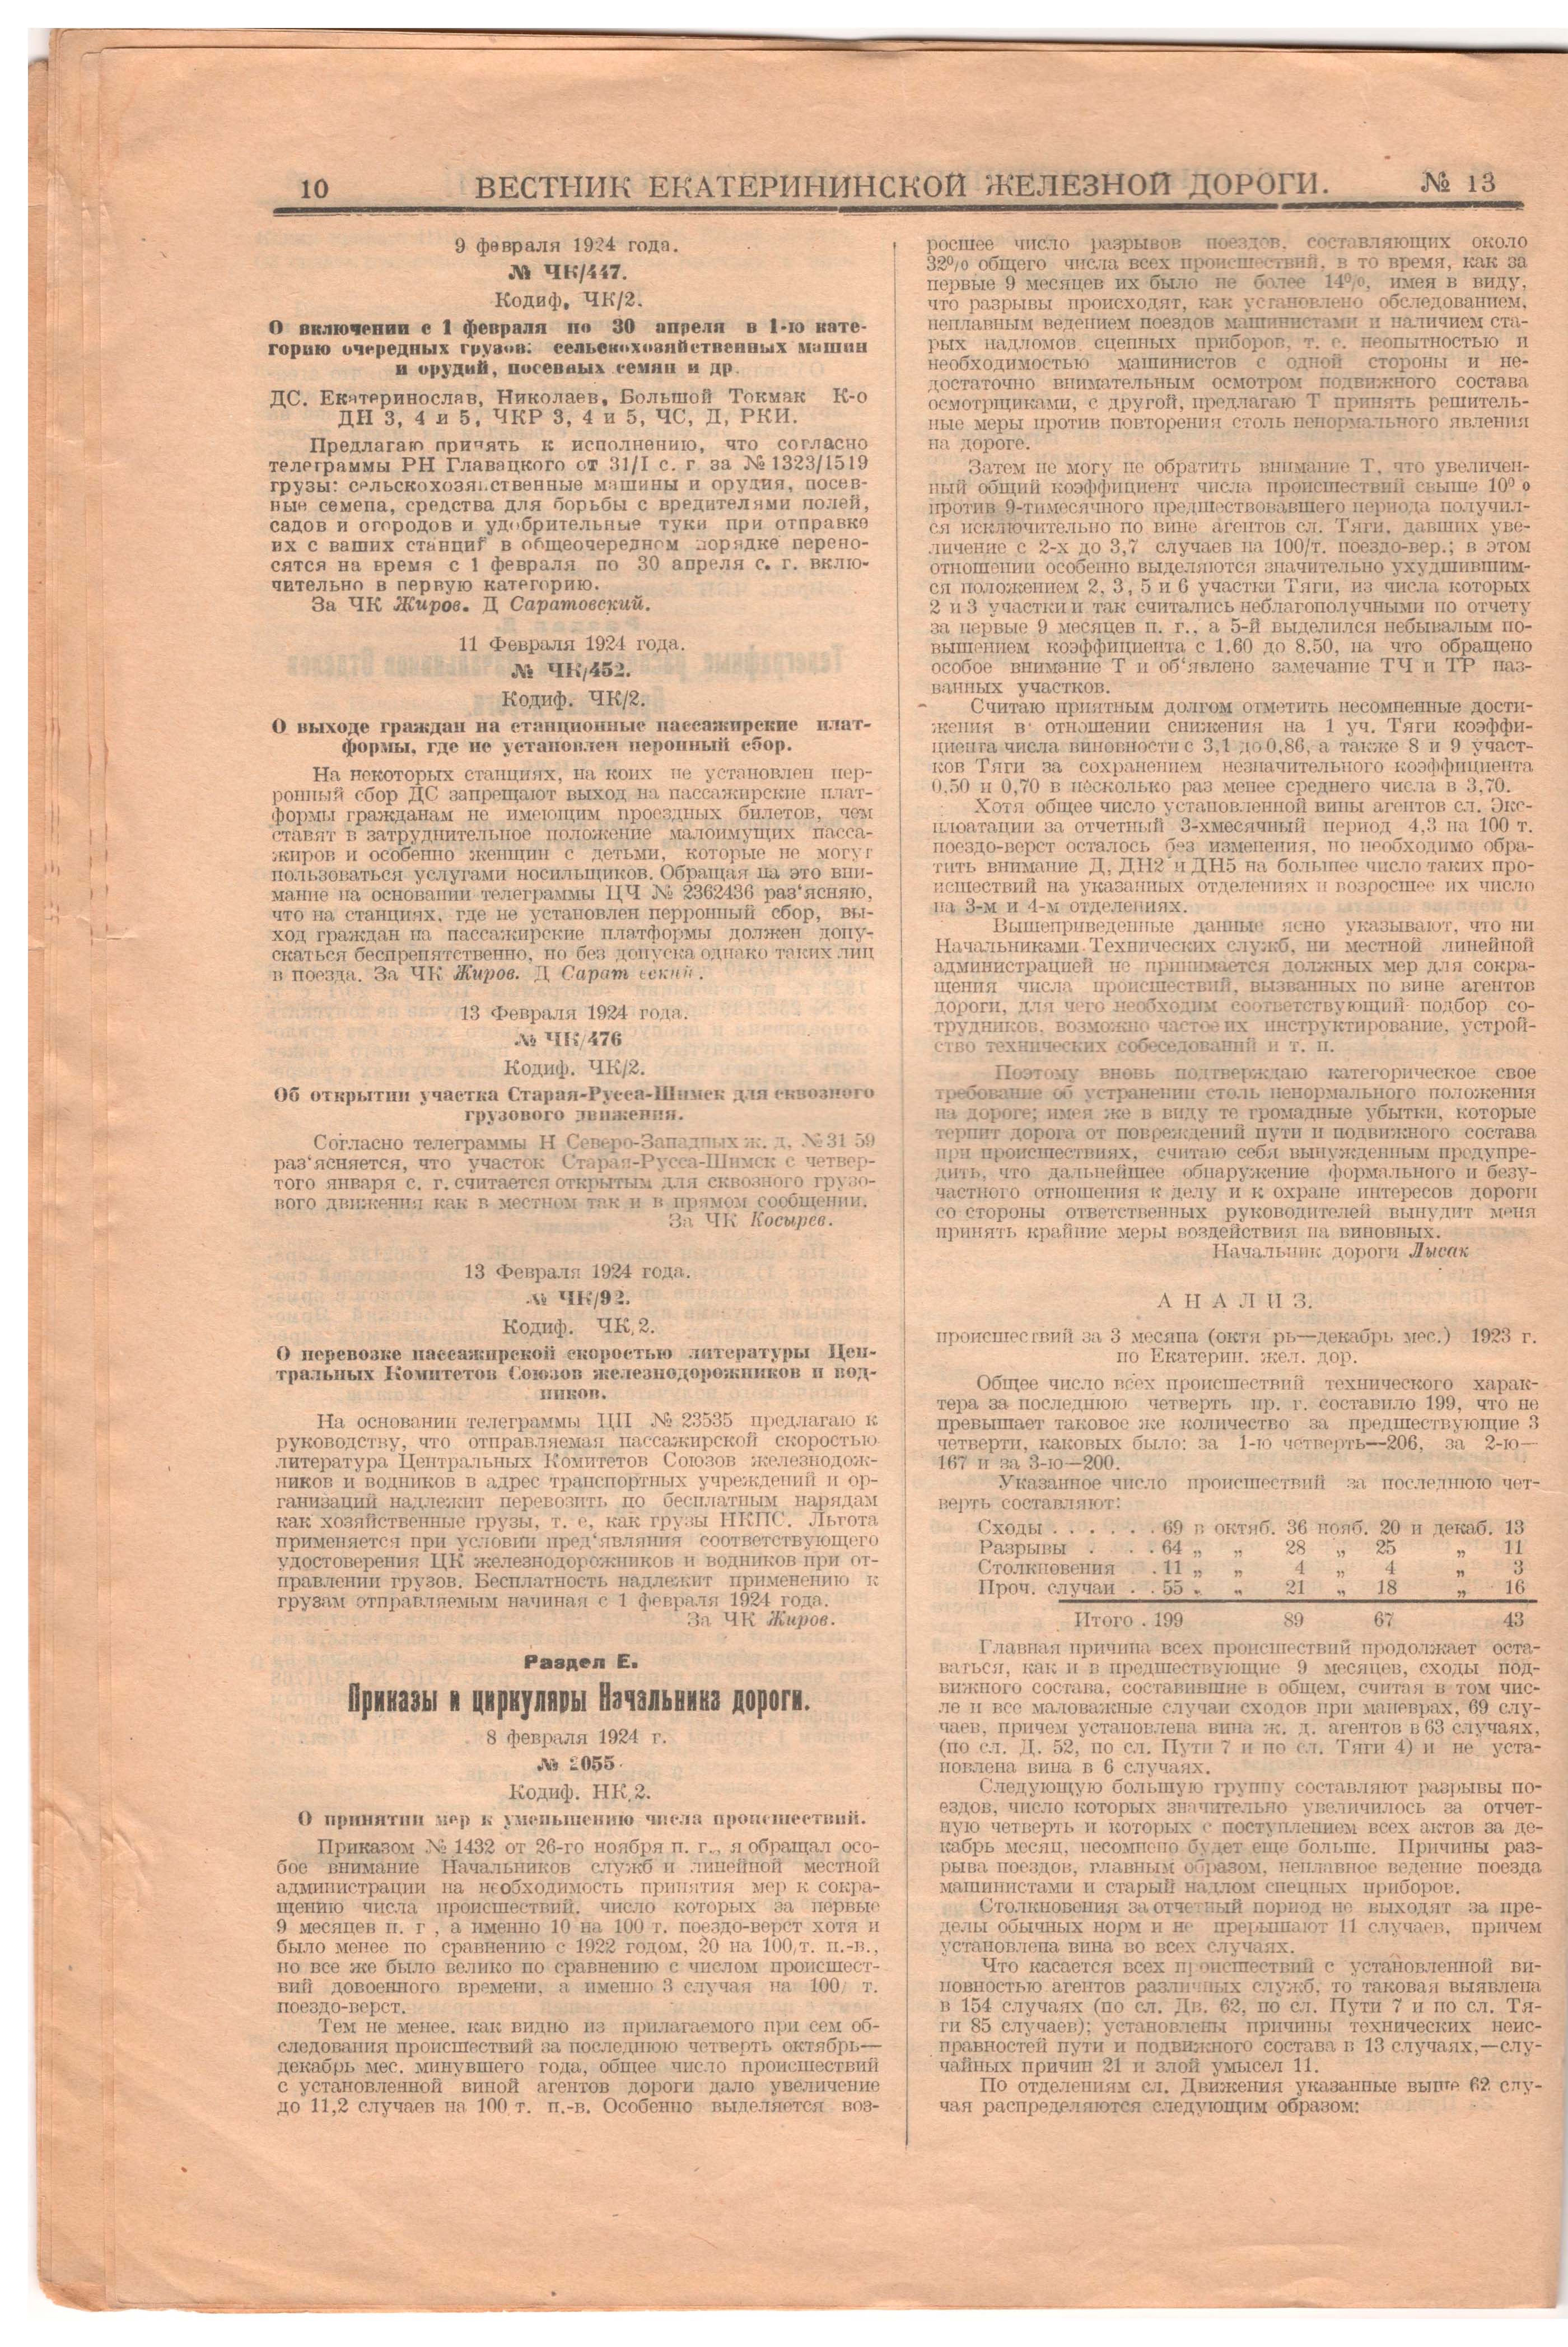 10
ВЕСТНИК ЕКАТЕРИНИНСКОЙ ЖЕЛЕЗНОЙ ДОРОГИ.
№ 13
9 февраля 1924 года.
№ ЧК/447.
Кодиф, ЧК/2.
О включении с 1 февраля по 30 апреля в 1-ю кате-
горию очередных грузов: сельскохозяйственных машин
и орудий, посевных семян и др.
ДС. Екатеринослав, Николаев, Большой Токмак К-о
ДН 3, 4 и 5, ЧКР 3, 4 и 5, ЧС, Д, РКИ.
Предлагаю принять к исполнению, что согласно
телеграммы РН Главацкого от 31/I с. г за № 1323/1519
грузы: сельскохозяйственные машины и орудия, посев-
ные семена, средства для борьбы с вредителями полей,
садов и огородов и удобрительные туки при отправке
их с ваших станций в общеочередном порядке перено-
сятся на время с 1 февраля по 30 апреля с. г. вклю-
чительно в первую категорию.
За ЧК Жиров. Д Саратовский.
11 Февраля 1924 года.
№ ЧК/452.
Кодиф. ЧК/2.
О выходе граждан на станционные пассажирские плат-
формы, где не установлен перонный сбор.
На некоторых станциях, на коих не установлен пер-
ронный сбор ДС запрещают выход на пассажирские плат-
формы гражданам не имеющим проездных билетов, чем
ставят в затруднительное положение малоимущих пасса-
жиров и особенно женщин с детьми, которые не могут
пользоваться услугами носильщиков. Обращая на это вни-
мание на основании телеграммы ЦЧ № 2362436 раз‘ясняю,
что на станциях, где не установлен перронный сбор, вы-
ход граждан на пассажирские платформы должен допу-
скаться беспрепятственно, но без допуска однако таких лиц
в поезда. За ЧК Жиров. Д Сарат вский.
13 Февраля 1924 года.
№ ЧК/476
Кодиф. ЧК/2.
Об открытии участка Старая-Русса-Шимск для сквозного
грузового движения.
Согласно телеграммы Н Северо-Западных ж. д. № 31 59
раз‘ясняется, что участок Старая-Русса-Шимск с четвер-
того января с. г. считается открытым для сквозного грузо-
вого движения как в местном так и в прямом сообщении.
За ЧК Косырев.
13 Февраля 1924 года.
№ ЧК/92.
Кодиф. ЧК,2.
О перевозке пассажирской скоростью литературы Цен-
тральных Комитетов Союзов железнодорожников и вод-
ников.
На основании телеграммы ЦП № 23535 предлагаю к
руководству, что отправляемая пассажирской скоростью
литература Центральных Комитетов Союзов железнодож-
ников и водников в адрес транспортных учреждений и ор-
ганизаций надлежит перевозить по бесплатным нарядам
как хозяйственные грузы, т. е, как грузы НКПС. Льгота
применяется при условии пред‘явления соответствующего
удостоверения ЦК железнодорожников и водников при от-
правлении грузов. Бесплатность надлежит применению к
грузам отправляемым начиная с 1 февраля 1924 года.
За ЧК Жиров.
Раздел Е.
Приказы и циркуляры Начальника дороги.
8 февраля 1924 г.
№ 2055
Кодиф. НК,2.
О принятии мер к уменьшению числа происшествий.
Приказом № 1432 от 26-го ноября п. г., я обращал осо-
бое внимание Начальников служб и линейной местной
администрации на необходимость принятия мер к сокра-
щению числа происшествий, число которых за первые
9 месяцев п. г , а именно 10 на 100 т. поездо-верст хотя и
было менее по сравнению с 1922 годом, 20 на 100,т. п.-в.,
но все же было велико по сравнению с числом происшест-
вий довоенного времени, а именно 3 случая на 100/ т.
поездо-верст.
Тем не менее, как видно из прилагаемого при сем об-
следования происшествий за последнюю четверть октябрь—
декабрь мес. минувшего года, общее число происшествий
с установленной виной агентов дороги дало увеличение
до 11,2 случаев на 100 т. п.-в. Особенно выделяется воз-
росшее число разрывов поездов, составляющих около
32% общего числа всех происшествий, в то время, как за
первые 9 месяцев их было не более 14%, имея в виду,
что разрывы происходят, как установлено обследованием,
неплавным ведением поездов машинистами и наличием ста-
рых надломов сцепных приборов, т. е. неопытностью и
необходимостью машинистов с одной стороны и не-
достаточно внимательным осмотром подвижного состава
осмотрщиками, с другой, предлагаю Т принять решитель-
ные меры против повторения столь ненормального явления
на дороге.
Затем не могу не обратить внимание Т, что увеличен-
ный общий коэффициент числа происшествий свыше 10% 
против 9-тимесячного предшествовавшего периода получил-
ся исключительно по вине агентов сл. Тяги, давших уве-
личение с 2-х до 3,7 случаев на 100/т. поездо-вер.; в этом
отношении особенно выделяются значительно ухудшившим-
ся положением 2, 3, 5 и 6 участки Тяги, из числа которых
2 и 3 участки и так считались неблагополучными по отчету
за первые 9 месяцев п. г., а 5-й выделился небывалым по-
вышением коэффициента с 1.60 до 8.50, на что обращено
особое внимание Т и об‘явлено замечание ТЧ и ТР наз-
ванных участков.
Считаю приятным долгом отметить несомненные дости-
жения в отношении снижения на 1 уч. Тяги коэффи-
циента числа виновности с 3,1 до 0,86, а также 8 и 9 участ-
ков Тяги за сохранением незначительного коэффициента
0,50 и 0,70 в несколько раз менее среднего числа в 3,70.
Хотя общее число установленной вины агентов сл. Экс-
плоатации за отчетный 3-хмесячный период 4,3 на 100 т.
поездо-верст осталось без изменения, но необходимо обра-
тить внимание Д, ДН2 и ДН5 на большее число таких про-
исшествий на указанных отделениях и возросшее их число
на 3-м и 4-м отделениях.
Вышеприведенные данные ясно указывают, что ни
Начальниками Технических служб, ни местной линейной
администрацией не принимается должных мер для сокра-
щения числа происшествий, вызванных по вине агентов
дороги, для чего необходим соответствующий подбор со-
трудников, возможно частое их инструктирование, устрой-
ство технических собеседований и т. п.
Поэтому вновь подтверждаю категорическое свое
требование об устранении столь ненормального положения
на дороге; имея же в виду те громадные убытки, которые
терпит дорога от повреждений пути и подвижного состава
при происшествиях, считаю себя вынужденным предупре-
дить, что дальнейшее обнаружение формального и безу-
частного отношения к делу и к охране интересов дороги
со стороны ответственных руководителей вынудит меня
принять крайние меры воздействия на виновных.
Начальник дороги Лысак
АНАЛИЗ.
происшествий за 3 месяца (октя рь—декабрь мес.) 1923 г.
по Екатерин. жел. дор.
Общее число всех происшествий технического харак-
тера за последнюю четверть пр. г. составило 199, что не
превышает таковое же количество за предшествующие 3
четверти, каковых было: за 1-ю четверть—206, за 2-ю—
167 и за 3-ю—200.
Указанное число происшествий за последнюю чет-
верть составляют:
Сходы . . . . . . 69 в октяб. 36 нояб. 20 и декаб. 13
Разрывы . . . 64 „ „ 28 „ 25 „ 11
Столкновения . 11 „ „ 4 „ 4 „ 3
Проч. случаи . . 55 „ „ 21 „ 18 „ 16
Итого . 199 89 67 43
Главная причина всех происшествий продолжает оста-
ваться, как и в предшествующие 9 месяцев, сходы под-
вижного состава, составившие в общем, считая в том чис-
ле и все маловажные случаи сходов при маневрах, 69 слу-
чаев, причем установлена вина ж. д. агентов в 63 случаях,
(по сл. Д. 52, по сл. Пути 7 и по сл. Тяги 4) и не уста-
новлена вина в 6 случаях.
Следующую большую группу составляют разрывы по-
ездов, число которых значительно увеличилось за отчет-
ную четверть и которых с поступлением всех актов за де-
кабрь месяц, несомнено будет еще больше. Причины раз-
рыва поездов, главным образом, неплавное ведение поезда
машинистами и старый надлом спецных приборов.
Столкновения за отчетный период не выходят за пре-
делы обычных норм и не прерышают 11 случаев, причем
установлена вина во всех случаях.
Что касается всех происшествий с установленной ви-
новностью агентов различных служб, то таковая выявлена
в 154 случаях (по сл. Дв. 62, по сл. Пути 7 и по сл. Тя-
ги 85 случаев); установлены причины технических неис-
правностей пути и подвижного состава в 13 случаях,—слу-
чайных причин 21 и злой умысел 11.
По отделениям сл. Движения указанные выше 62 слу-
чая распределяются следующим образом: